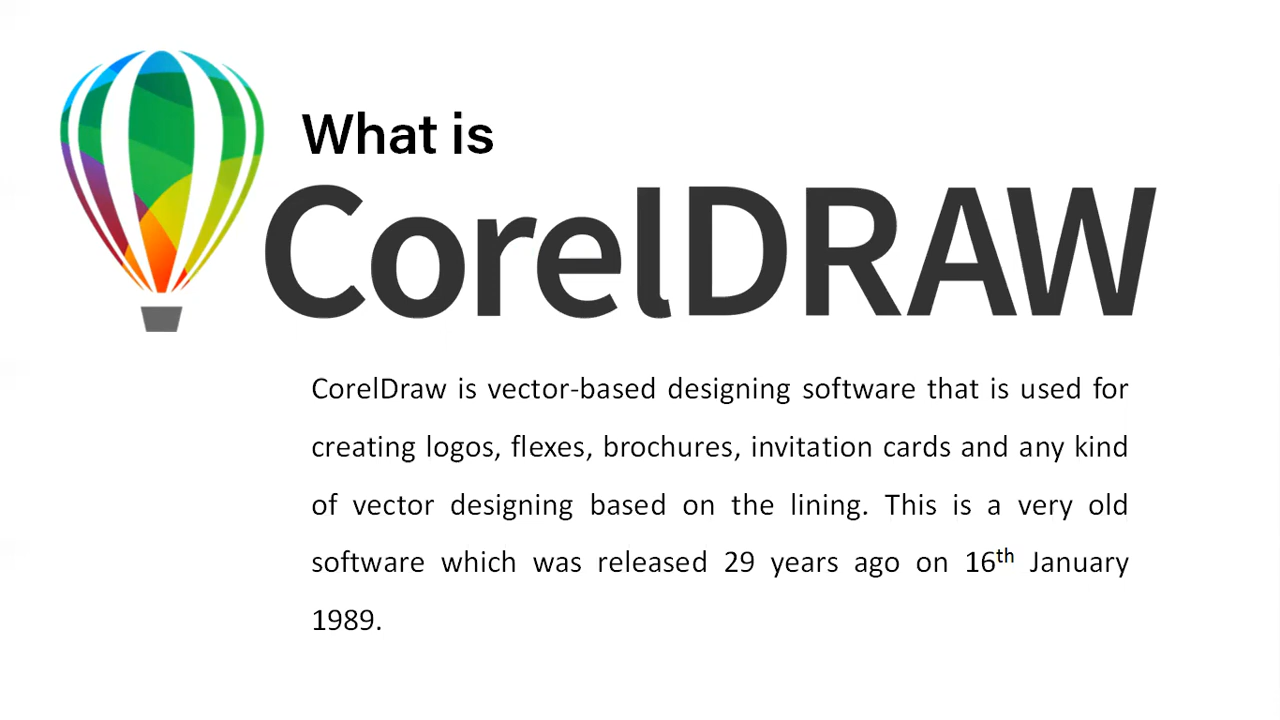 What is
CorelDRAW
CorelDraw is vector-based designing software that is used for
creating logos, flexes, brochures, invitation cards and any kind
of vector designing based on the lining. This is a very old
software which was released 29 years ago on 16th January
1989.